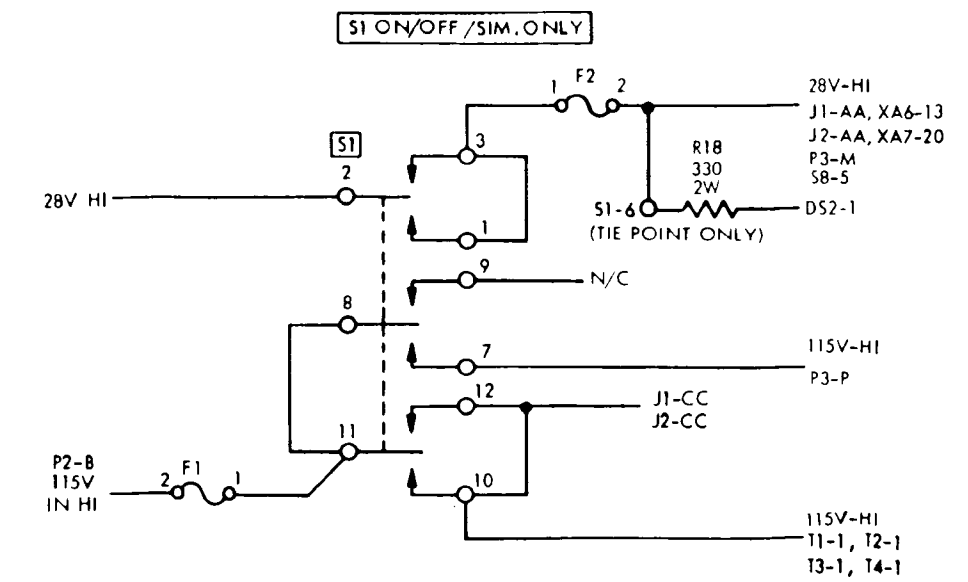 S1 ON/OFF/SIM. ONLY
1 F2 2
28V-HI
J1-AA, XA6-13
J2-AA, XA7-20
P3-M
S8-5
3
S1
2
R18
330
2W
28V HI
S1-6
DS2-1
(TIE POINT ONLY)
1
9
N/C
8
7
115V-HI
P3-P
12
J1-CC
J2-CC
11
P2-B
115V
IN HI
2 F1 1
10
115V-HI
T1-1, T2-1
T3-1, T4-1